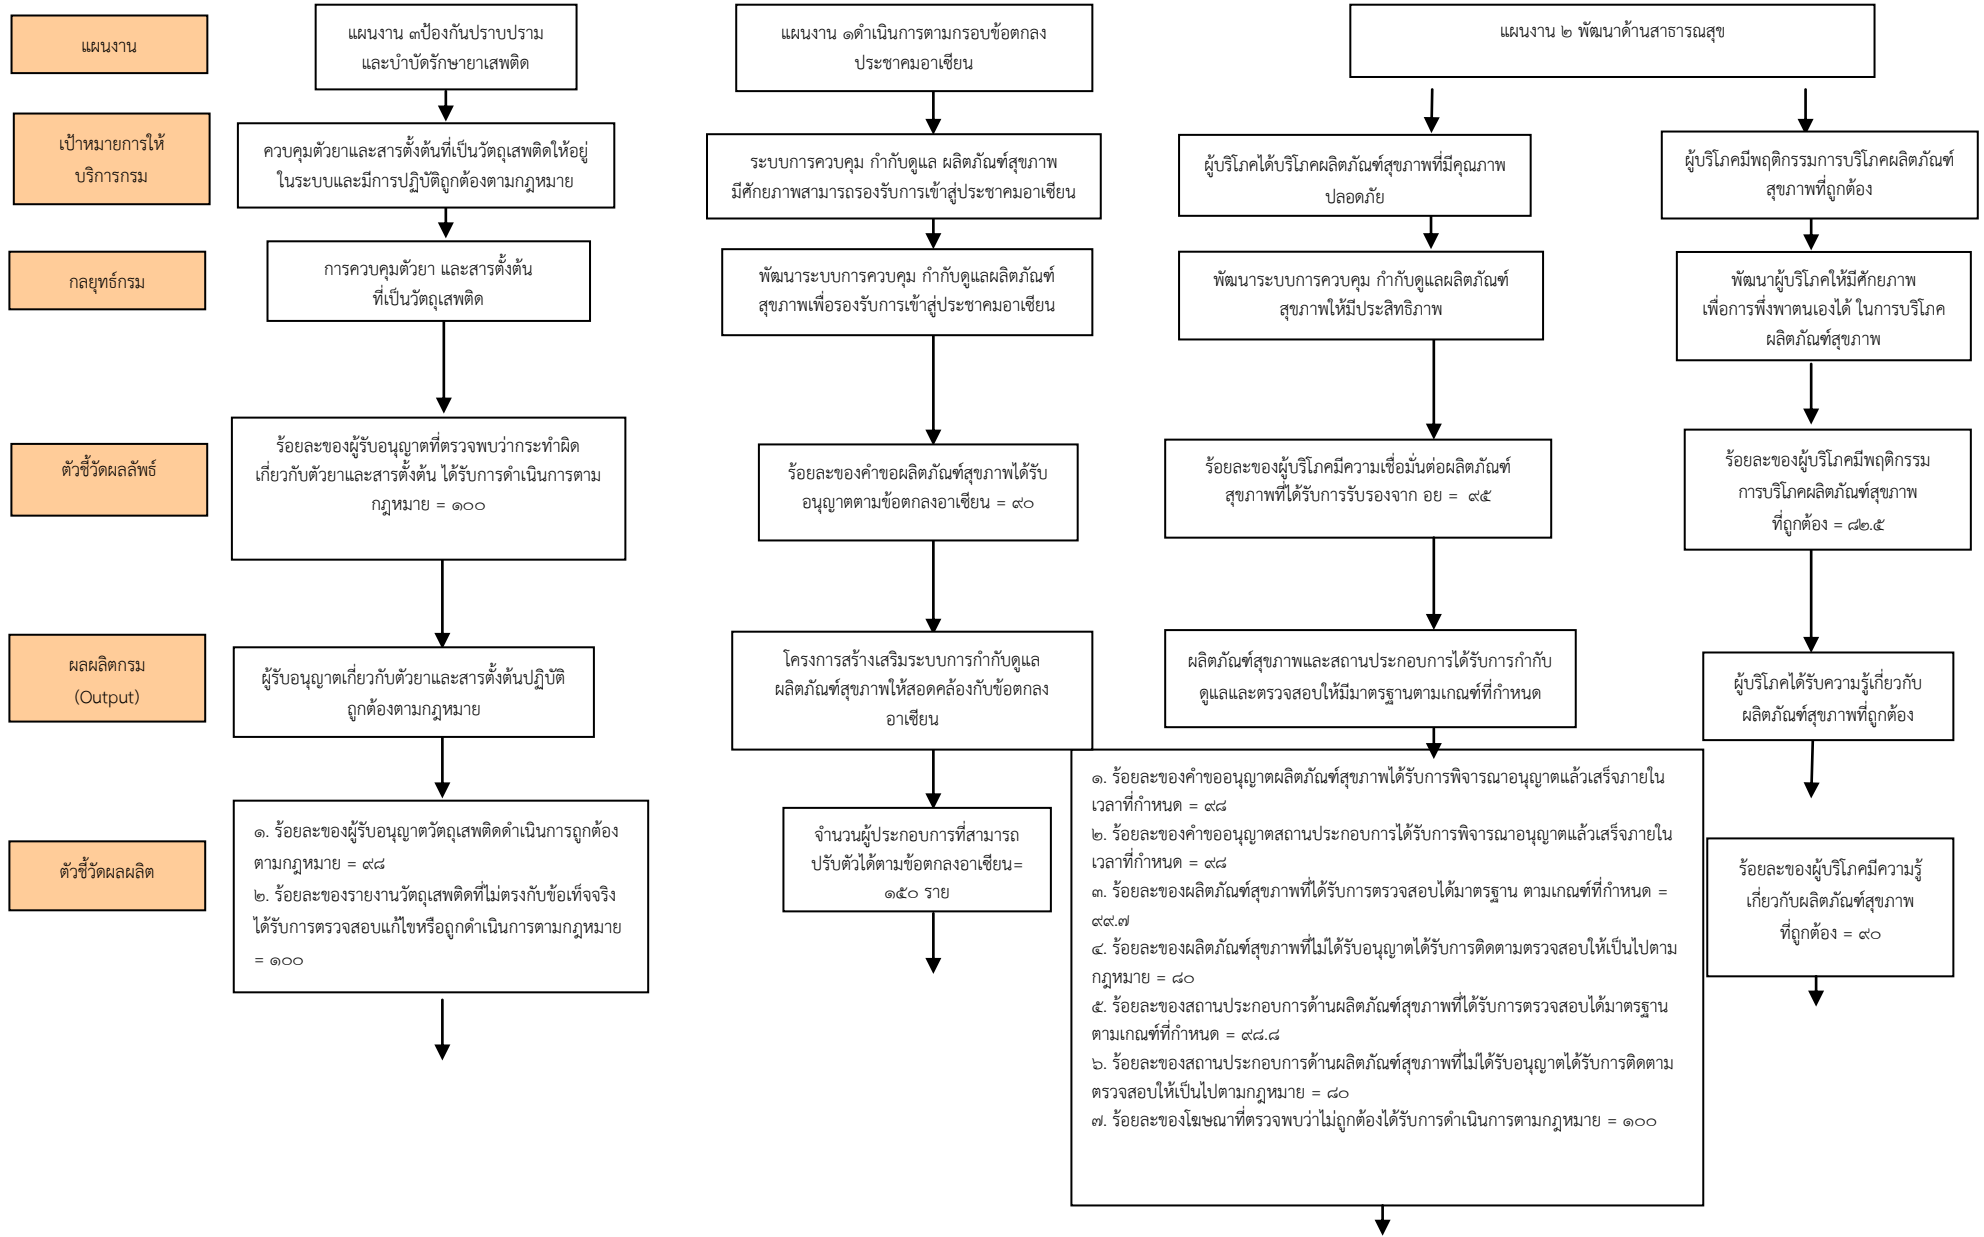 แผนงาน
แผนงาน ๓ป้องกันปราบปราม
และบำบัดรักษายาเสพติด
แผนงาน ๑ดำเนินการตามกรอบข้อตกลง
ประชาคมอาเซียน
แผนงาน ๒ พัฒนาด้านสาธารณสุข
เป้าหมายการให้
บริการกรม
ควบคุมตัวยาและสารตั้งต้นที่เป็นวัตถุเสพติดให้อยู่
ในระบบและมีการปฏิบัติถูกต้องตามกฎหมาย
ระบบการควบคุม กำกับดูแล ผลิตภัณฑ์สุขภาพ
มีศักยภาพสามารถรองรับการเข้าสู่ประชาคมอาเซียน
ผู้บริโภคได้บริโภคผลิตภัณฑ์สุขภาพที่มีคุณภาพ
ปลอดภัย
ผู้บริโภคมีพฤติกรรมการบริโภคผลิตภัณฑ์
สุขภาพที่ถูกต้อง
กลยุทธ์กรม
การควบคุมตัวยา และสารตั้งต้น
ที่เป็นวัตถุเสพติด
พัฒนาระบบการควบคุม กำกับดูแลผลิตภัณฑ์
สุขภาพเพื่อรองรับการเข้าสู่ประชาคมอาเซียน
พัฒนาระบบการควบคุม กำกับดูแลผลิตภัณฑ์
สุขภาพให้มีประสิทธิภาพ
พัฒนาผู้บริโภคให้มีศักยภาพ
เพื่อการพึ่งพาตนเองได้ ในการบริโภค
ผลิตภัณฑ์สุขภาพ
ตัวชี้วัดผลลัพธ์
ร้อยละของผู้รับอนุญาตที่ตรวจพบว่ากระทำผิด
เกี่ยวกับตัวยาและสารตั้งต้น ได้รับการดำเนินการตาม
กฎหมาย = ๑๐๐
ร้อยละของคำขอผลิตภัณฑ์สุขภาพได้รับ
อนุญาตตามข้อตกลงอาเซียน = ๙๐
ร้อยละของผู้บริโภคมีความเชื่อมั่นต่อผลิตภัณฑ์
สุขภาพที่ได้รับการรับรองจาก อย = ๙๕
ร้อยละของผู้บริโภคมีพฤติกรรม
การบริโภคผลิตภัณฑ์สุขภาพ
ที่ถูกต้อง = ๘๒.๕
ผลผลิตกรม
(Output)
ผู้รับอนุญาตเกี่ยวกับตัวยาและสารตั้งต้นปฏิบัติ
ถูกต้องตามกฎหมาย
โครงการสร้างเสริมระบบการกำกับดูแล
ผลิตภัณฑ์สุขภาพให้สอดคล้องกับข้อตกลง
อาเซียน
ผลิตภัณฑ์สุขภาพและสถานประกอบการได้รับการกำกับ
ดูแลและตรวจสอบให้มีมาตรฐานตามเกณฑ์ที่กำหนด
ผู้บริโภคได้รับความรู้เกี่ยวกับ
ผลิตภัณฑ์สุขภาพที่ถูกต้อง
ตัวชี้วัดผลผลิต
๑. ร้อยละของผู้รับอนุญาตวัตถุเสพติดดำเนินการถูกต้อง
ตามกฎหมาย = ๙๘
๒. ร้อยละของรายงานวัตถุเสพติดที่ไม่ตรงกับข้อเท็จจริง
ได้รับการตรวจสอบแก้ไขหรือถูกดำเนินการตามกฎหมาย
= ๑๐๐
จำนวนผู้ประกอบการที่สามารถ
ปรับตัวได้ตามข้อตกลงอาเซียน=
๑๕๐ ราย
๑. ร้อยละของคำขออนุญาตผลิตภัณฑ์สุขภาพได้รับการพิจารณาอนุญาตแล้วเสร็จภายใน
เวลาที่กำหนด = ๙๘
๒. ร้อยละของคำขออนุญาตสถานประกอบการได้รับการพิจารณาอนุญาตแล้วเสร็จภายใน
เวลาที่กำหนด = ๙๘
๓. ร้อยละของผลิตภัณฑ์สุขภาพที่ได้รับการตรวจสอบได้มาตรฐาน ตามเกณฑ์ที่กำหนด =
๙๙.๗
๔. ร้อยละของผลิตภัณฑ์สุขภาพที่ไม่ได้รับอนุญาตได้รับการติดตามตรวจสอบให้เป็นไปตาม
กฎหมาย = ๘๐
๕. ร้อยละของสถานประกอบการด้านผลิตภัณฑ์สุขภาพที่ได้รับการตรวจสอบได้มาตรฐาน
ตามเกณฑ์ที่กำหนด = ๙๘.๘
๖. ร้อยละของสถานประกอบการด้านผลิตภัณฑ์สุขภาพที่ไม่ได้รับอนุญาตได้รับการติดตาม
ตรวจสอบให้เป็นไปตามกฎหมาย = ๘๐
๗. ร้อยละของโฆษณาที่ตรวจพบว่าไม่ถูกต้องได้รับการดำเนินการตามกฎหมาย = ๑๐๐
ร้อยละของผู้บริโภคมีความรู้
เกี่ยวกับผลิตภัณฑ์สุขภาพ
ที่ถูกต้อง = ๙๐